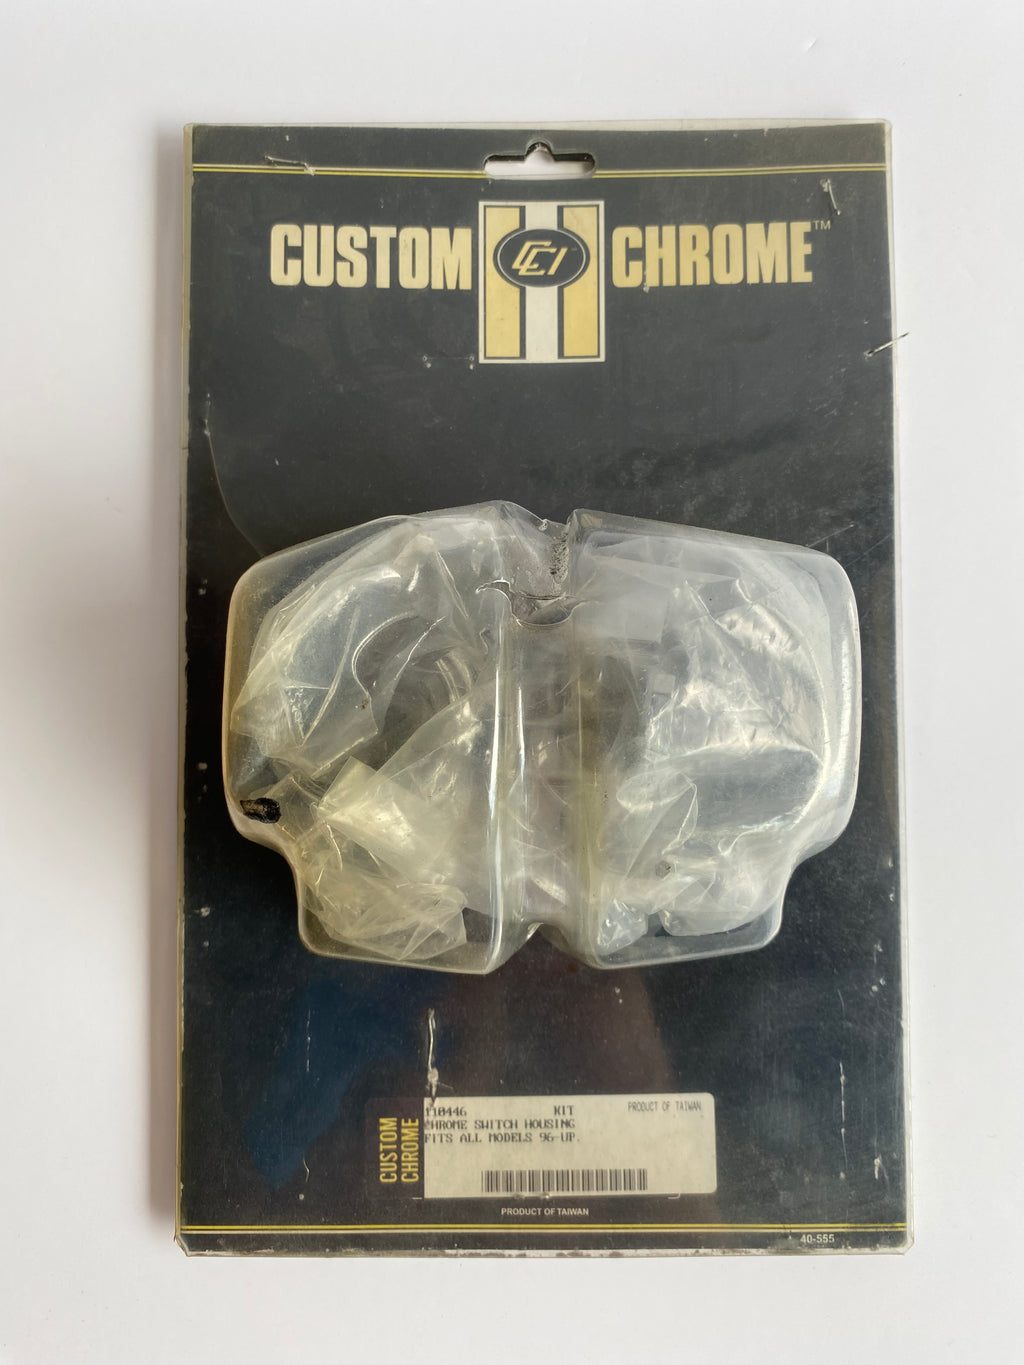 CUSTOM CCI CHROME™
110446 KIT PRODUCT OF TAIWAN
CHROME SWITCH HOUSING
FITS ALL MODELS 96-UP.
CUSTOM
CHROME
PRODUCT OF TAIWAN
40-555